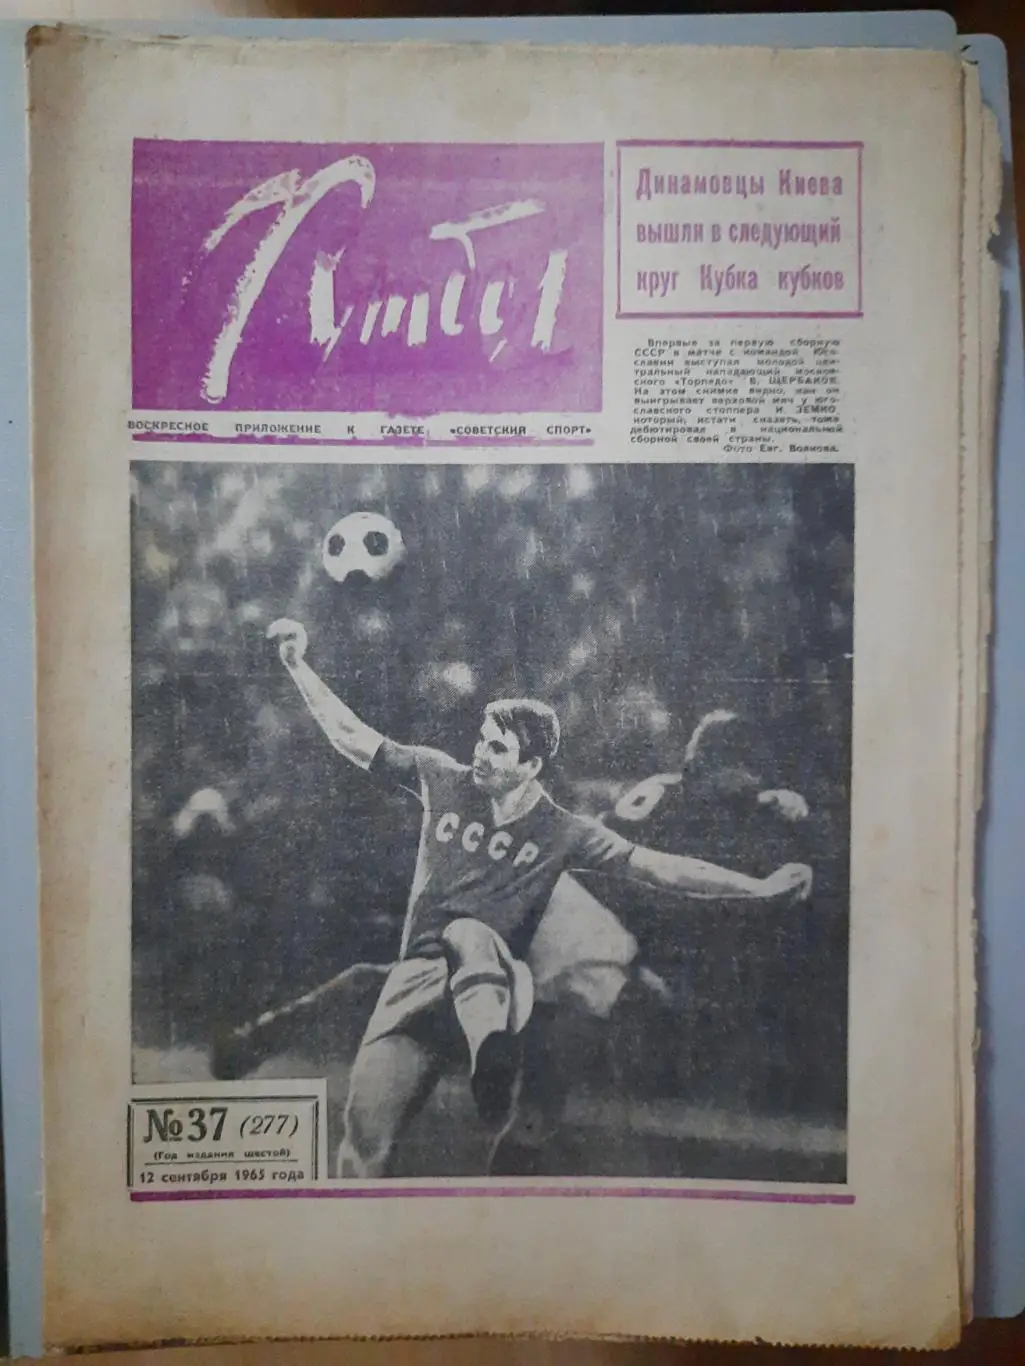 Футбол
Динамовцы Киева
вышли в следующий
круг Кубка кубков
ВОСКРЕСНОЕ ПРИЛОЖЕНИЕ К ГАЗЕТЕ «СОВЕТСКИЙ СПОРТ»
Впервые за первую сборную
СССР в матче с командой Юго-
славии выступал молодой цен-
тральный нападающий москов-
ского «Торпедо» В. ЩЕРБАКОВ.
На этом снимке видно, как он
выигрывает верховой мяч у юго-
славского стоппера И. ЗЕМКО,
который, кстати сказать, тоже
дебютировал в национальной
сборной своей страны.
Фото Евг. Волкова.
СССР
№ 37 (277)
(Год издания шестой)
12 сентября 1965 года